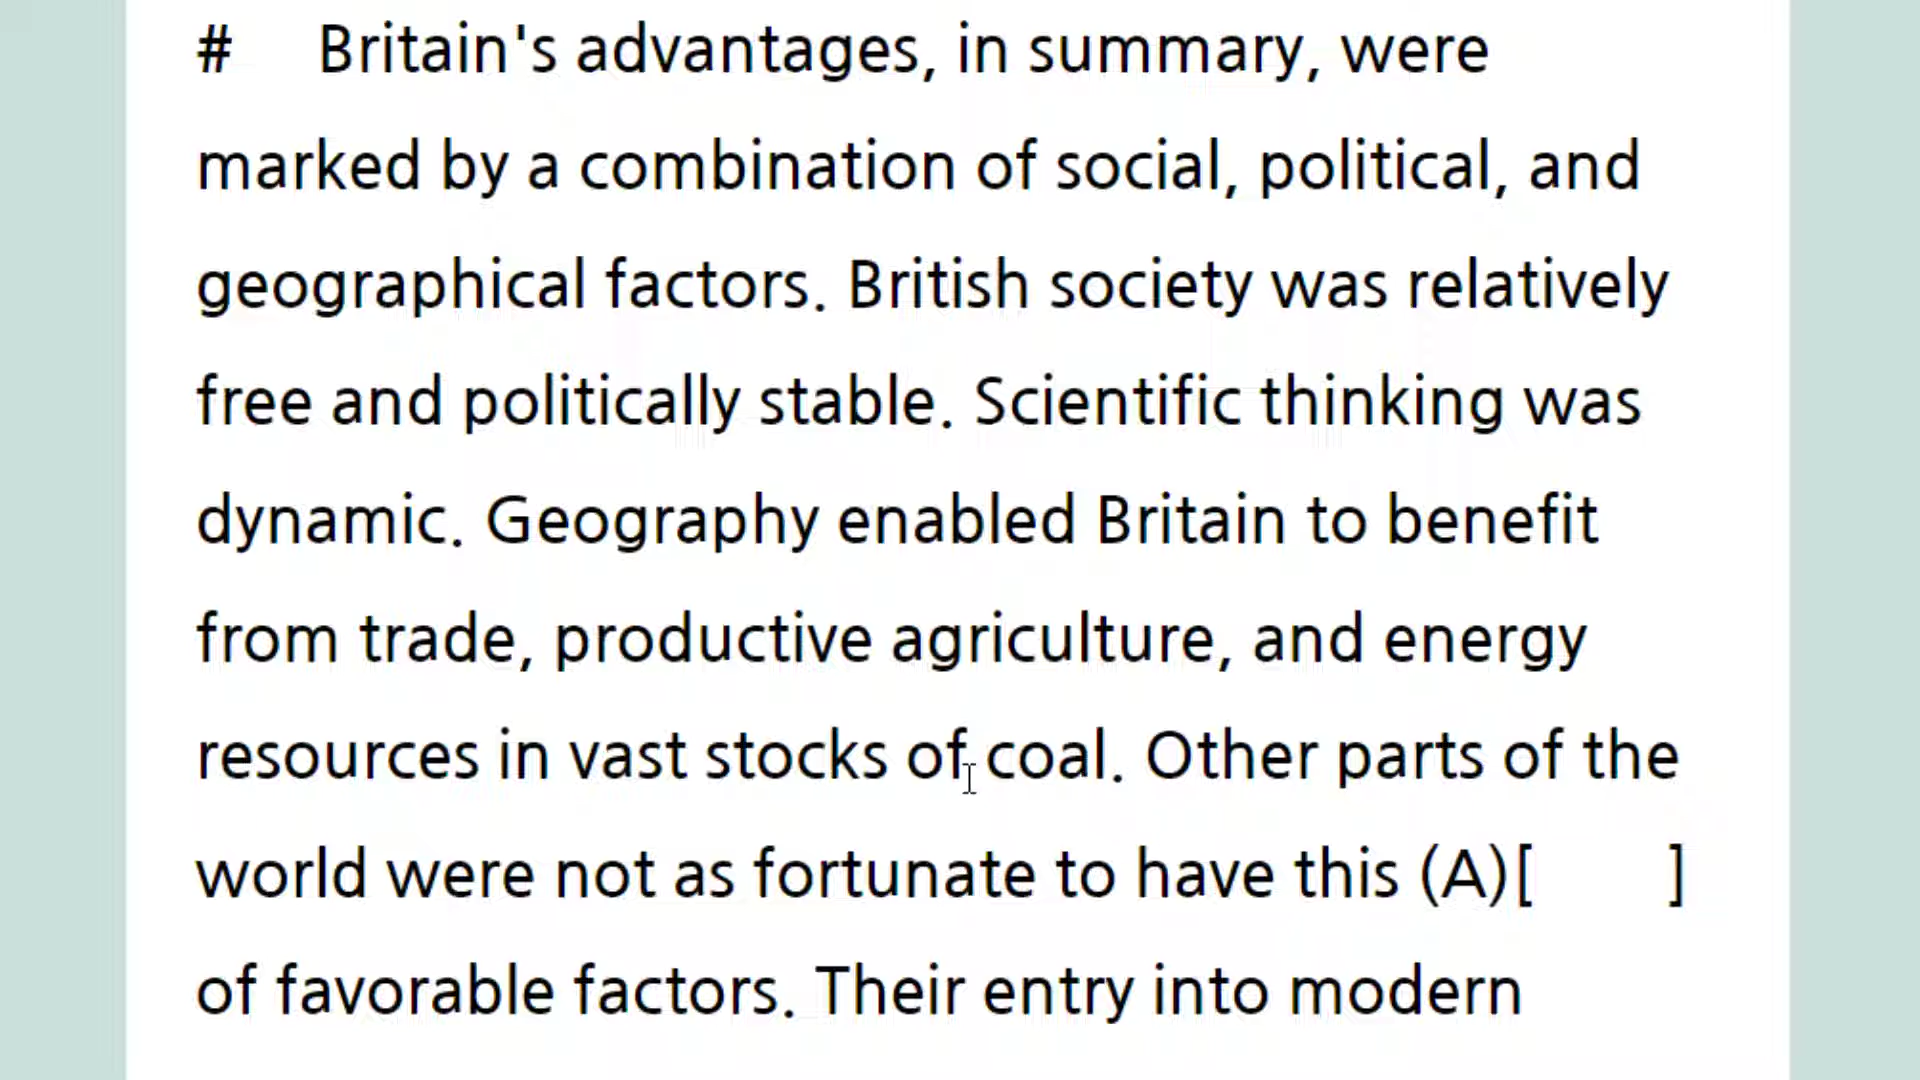 # Britain's advantages, in summary, were
marked by a combination of social, political, and
geographical factors. British society was relatively
free and politically stable. Scientific thinking was
dynamic. Geography enabled Britain to benefit
from trade, productive agriculture, and energy
resources in vast stocks of coal. Other parts of the
world were not as fortunate to have this (A)[ ]
of favorable factors. Their entry into modern